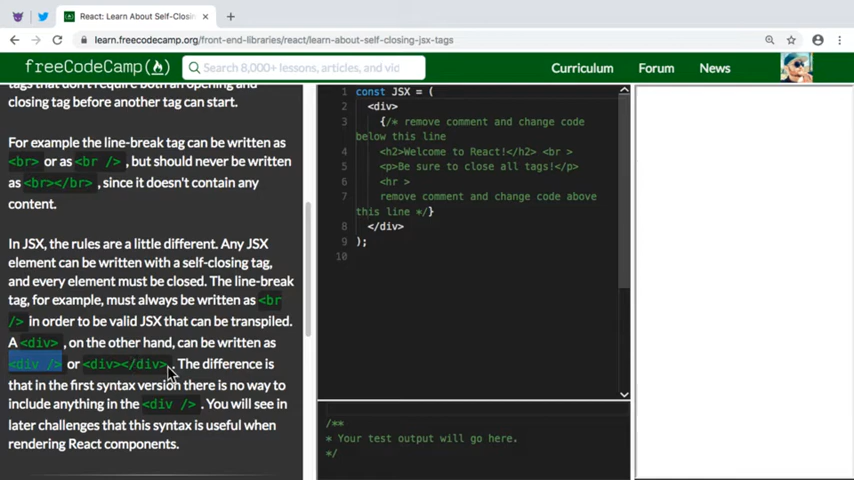 React: Learn About Self-Closin
learn.freecodecamp.org/front-end-libraries/react/learn-about-self-closing-jsx-tags
freeCodeCamp
Search 8,000+ lessons, articles, and vid
Curriculum
Forum
News
tags that don't require both an opening and
closing tag before another tag can start.
For example the line-break tag can be written as
<br> or as <br /> , but should never be written
as <br></br> , since it doesn't contain any
content.
In JSX, the rules are a little different. Any JSX
element can be written with a self-closing tag,
and every element must be closed. The line-break
tag, for example, must always be written as <br
/> in order to be valid JSX that can be transpiled.
A <div> , on the other hand, can be written as
<div /> or <div></div> . The difference is
that in the first syntax version there is no way to
include anything in the <div /> . You will see in
later challenges that this syntax is useful when
rendering React components.
1 const JSX = (
2 <div>
3 {/* remove comment and change code
below this line
4 <h2>Welcome to React!</h2> <br >
5 <p>Be sure to close all tags!</p>
6 <hr >
7 remove comment and change code above
this line */}
8 </div>
9 );
10
/**
* Your test output will go here.
*/